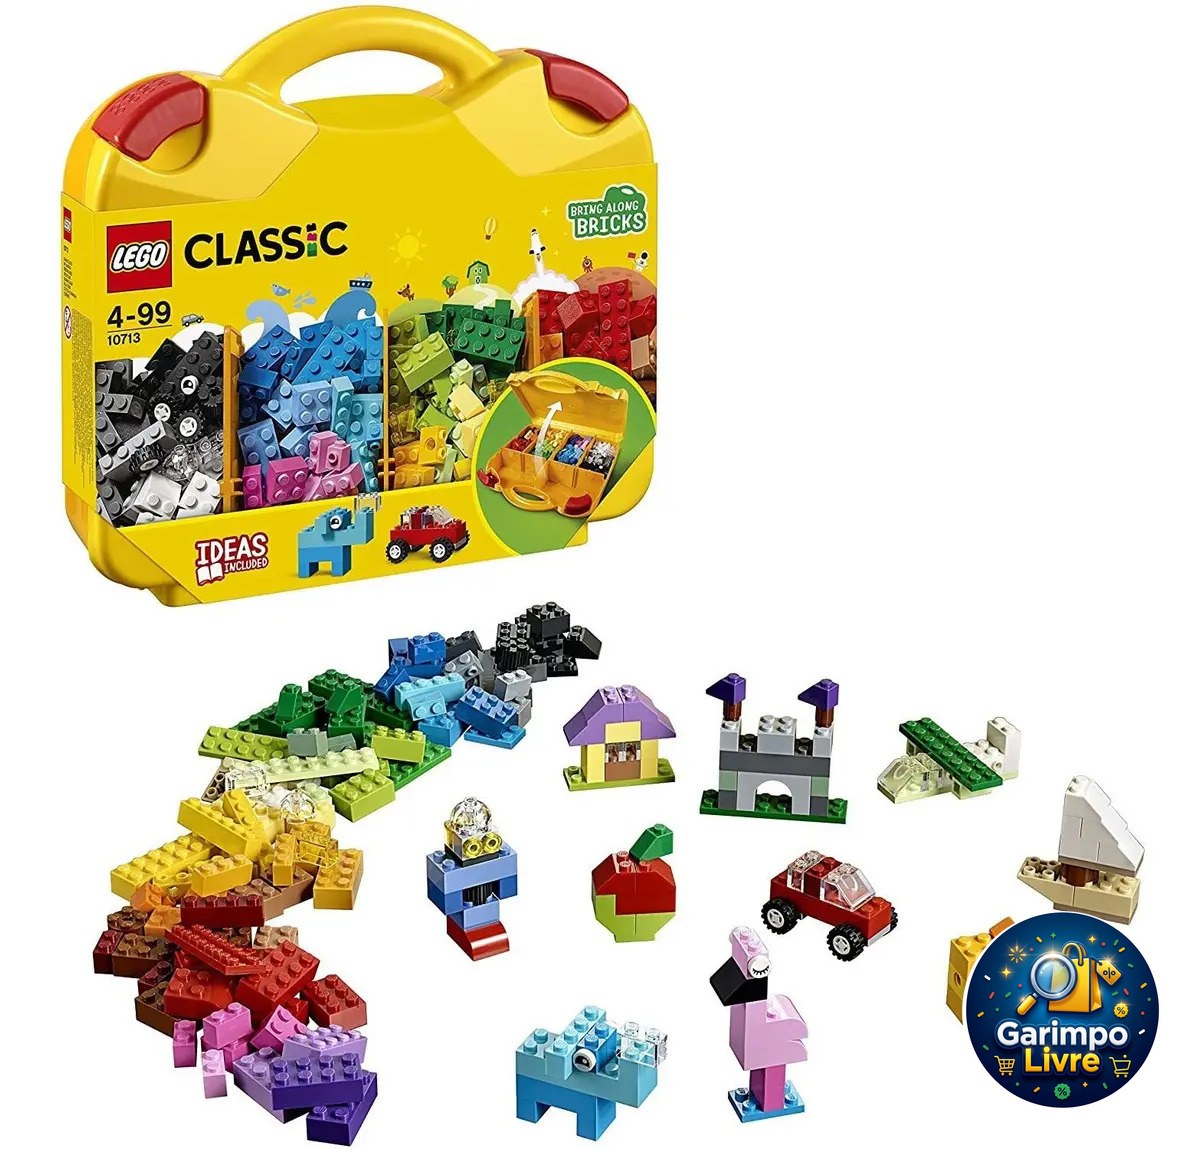 BRING ALONG
BRICKS
LEGO
CLASSIC
4-99
10713
IDEAS
INCLUDED
Garimpo
Livre
%
%